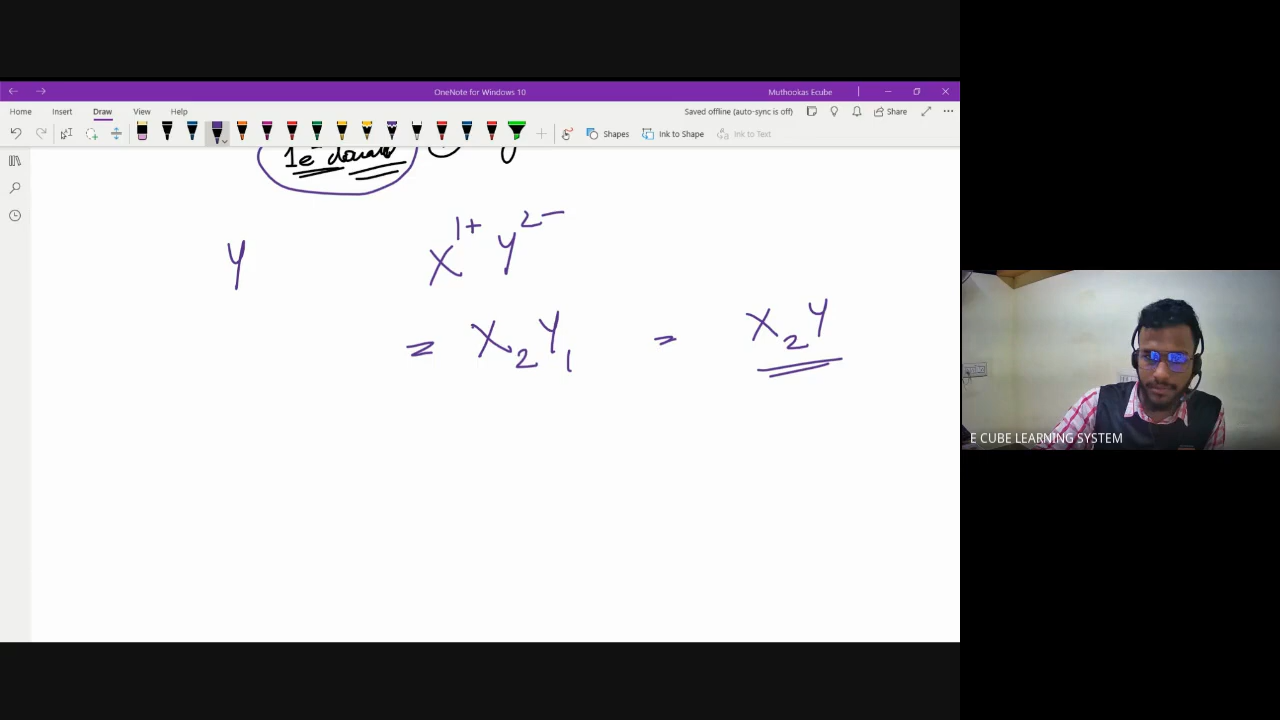 OneNote for Windows 10
Muthookas Ecube
Home Insert Draw View Help
Saved offline (auto-sync is off)
Share
Shapes
Ink to Shape
Ink to Text
1e⁻
Y X¹⁺ Y²⁻
= X₂Y₁ = X₂Y
E CUBE LEARNING SYSTEM